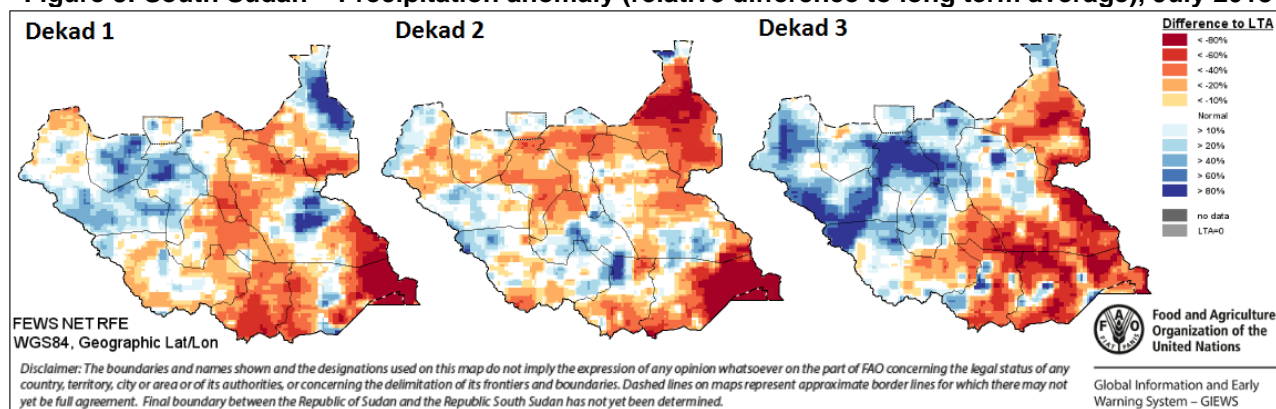 Figure South Sudan – Precipitation anomaly (relative difference to long term average), July
Dekad 1
Dekad 2
Dekad 3
Difference to LTA
< -80%
< -60%
< -40%
< -20%
< -10%
Normal
> 10%
> 20%
> 40%
> 60%
> 80%
no data
LTA=0
FEWS NET RFE
WGS84, Geographic Lat/Lon
Disclaimer: The boundaries and names shown and the designations used on this map do not imply the expression of any opinion whatsoever on the part of FAO concerning the legal status of any
country, territory, city or area or of its authorities, or concerning the delimitation of its frontiers and boundaries. Dashed lines on maps represent approximate border lines for which there may not
yet be full agreement. Final boundary between the Republic of Sudan and the Republic South Sudan has not yet been determined.
F A O
FIAT PANIS
Food and Agriculture
Organization of the
United Nations
Global Information and Early
Warning System – GIEWS